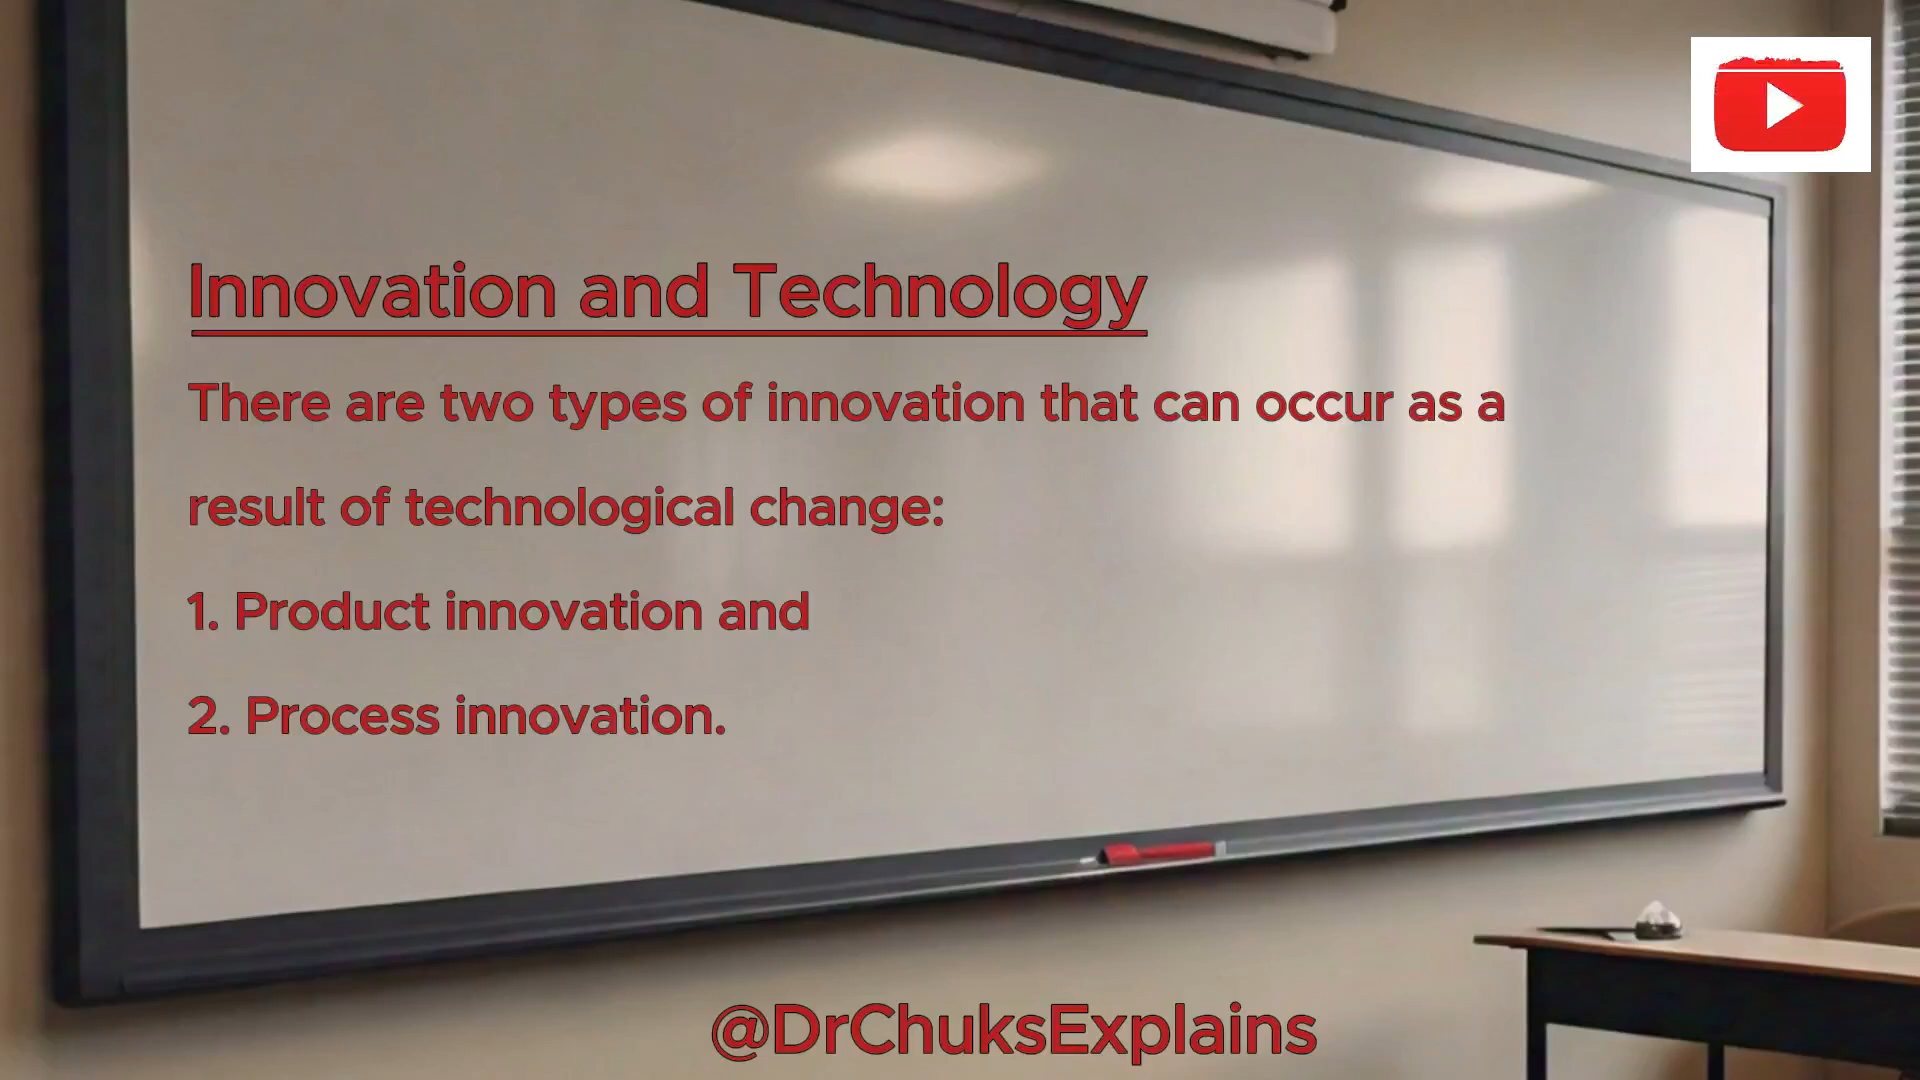 Innovation and Technology
There are two types of innovation that can occur as a
result of technological change:
1. Product innovation and
2. Process innovation.
@DrChuksExplains